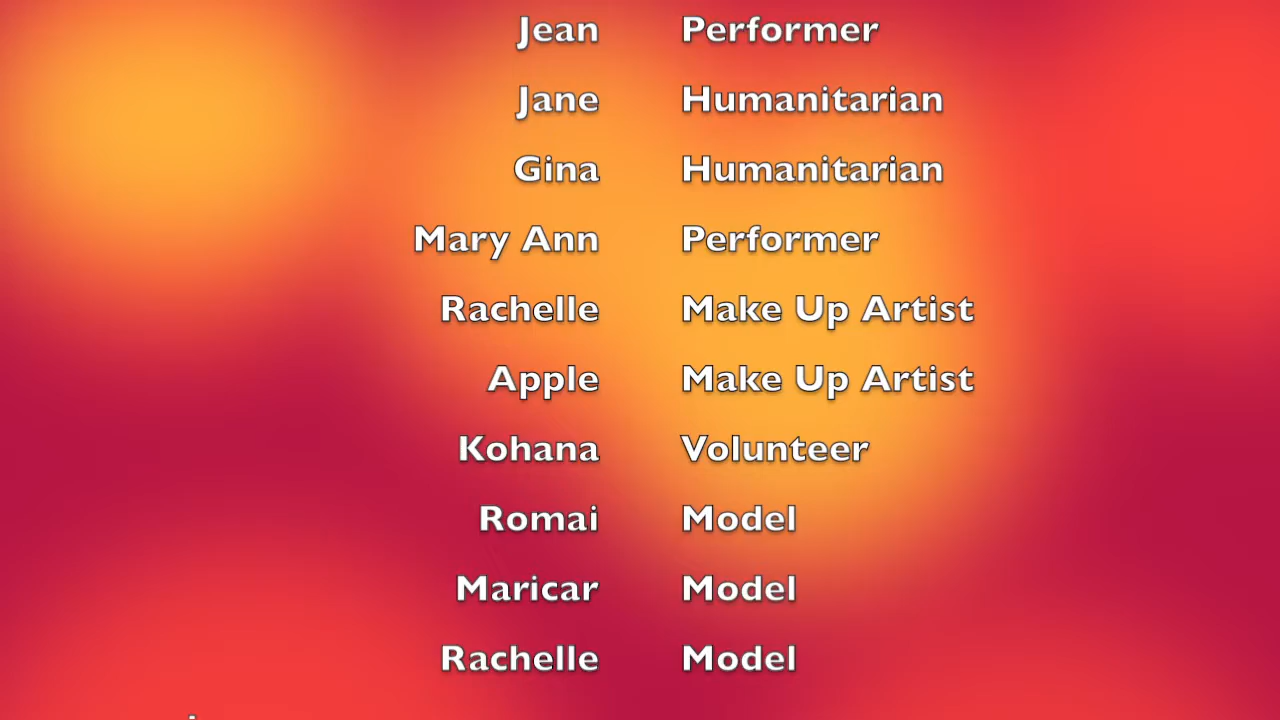 Jean Performer
Jane Humanitarian
Gina Humanitarian
Mary Ann Performer
Rachelle Make Up Artist
Apple Make Up Artist
Kohana Volunteer
Romai Model
Maricar Model
Rachelle Model